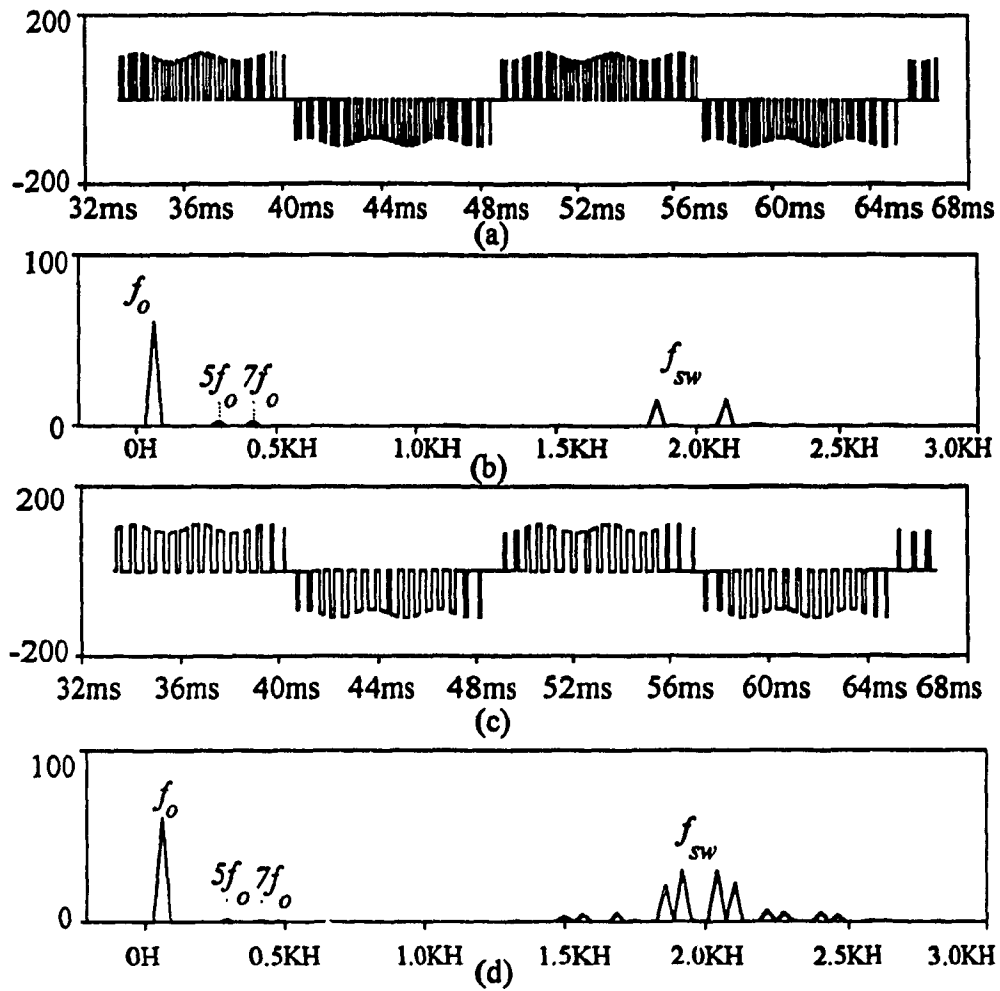 200
-200
32ms 36ms 40ms 44ms 48ms 52ms 56ms 60ms 64ms 68ms
(a)
100
f_o
5f_o 7f_o
f_sw
0
0H 0.5KH 1.0KH 1.5KH 2.0KH 2.5KH 3.0KH
(b)
200
-200
32ms 36ms 40ms 44ms 48ms 52ms 56ms 60ms 64ms 68ms
(c)
100
f_o
5f_o 7f_o
f_sw
0
0H 0.5KH 1.0KH 1.5KH 2.0KH 2.5KH 3.0KH
(d)